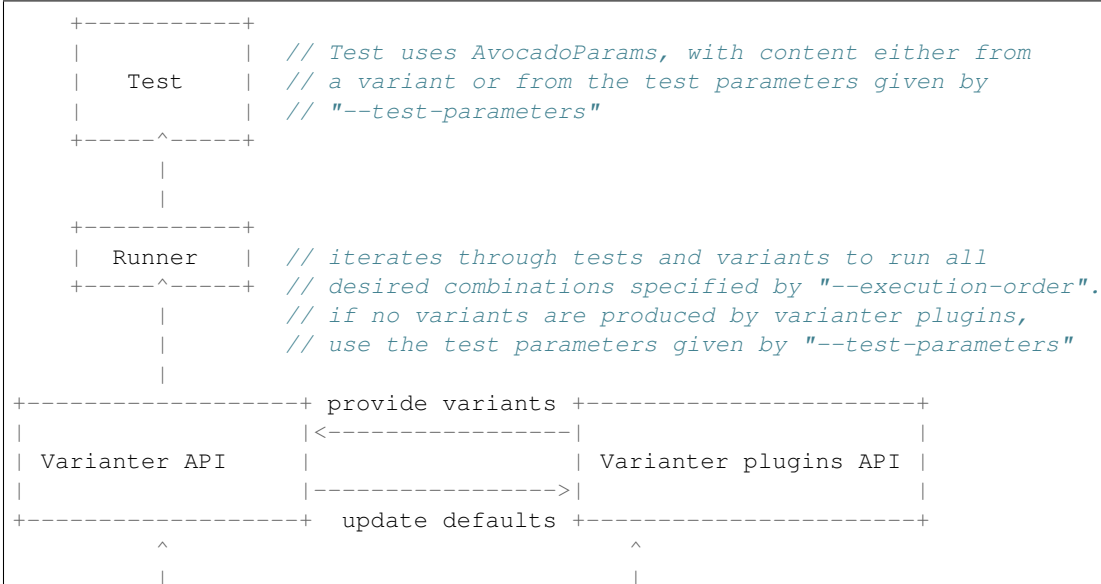 +-----------+
    |           |  // Test uses AvocadoParams, with content either from
    |   Test    |  // a variant or from the test parameters given by
    |           |  // "--test-parameters"
    +-----^-----+
          |
          |
    +-----------+
    |  Runner   |  // iterates through tests and variants to run all
    +-----^-----+  // desired combinations specified by "--execution-order".
          |        // if no variants are produced by varianter plugins,
          |        // use the test parameters given by "--test-parameters"
          |
+-------------------+ provide variants +-----------------------+
|                   |<-----------------|                       |
| Varianter API     |                  | Varianter plugins API |
|                   |----------------->|                       |
+-------------------+  update defaults +-----------------------+
          ^                                ^
          |                                |